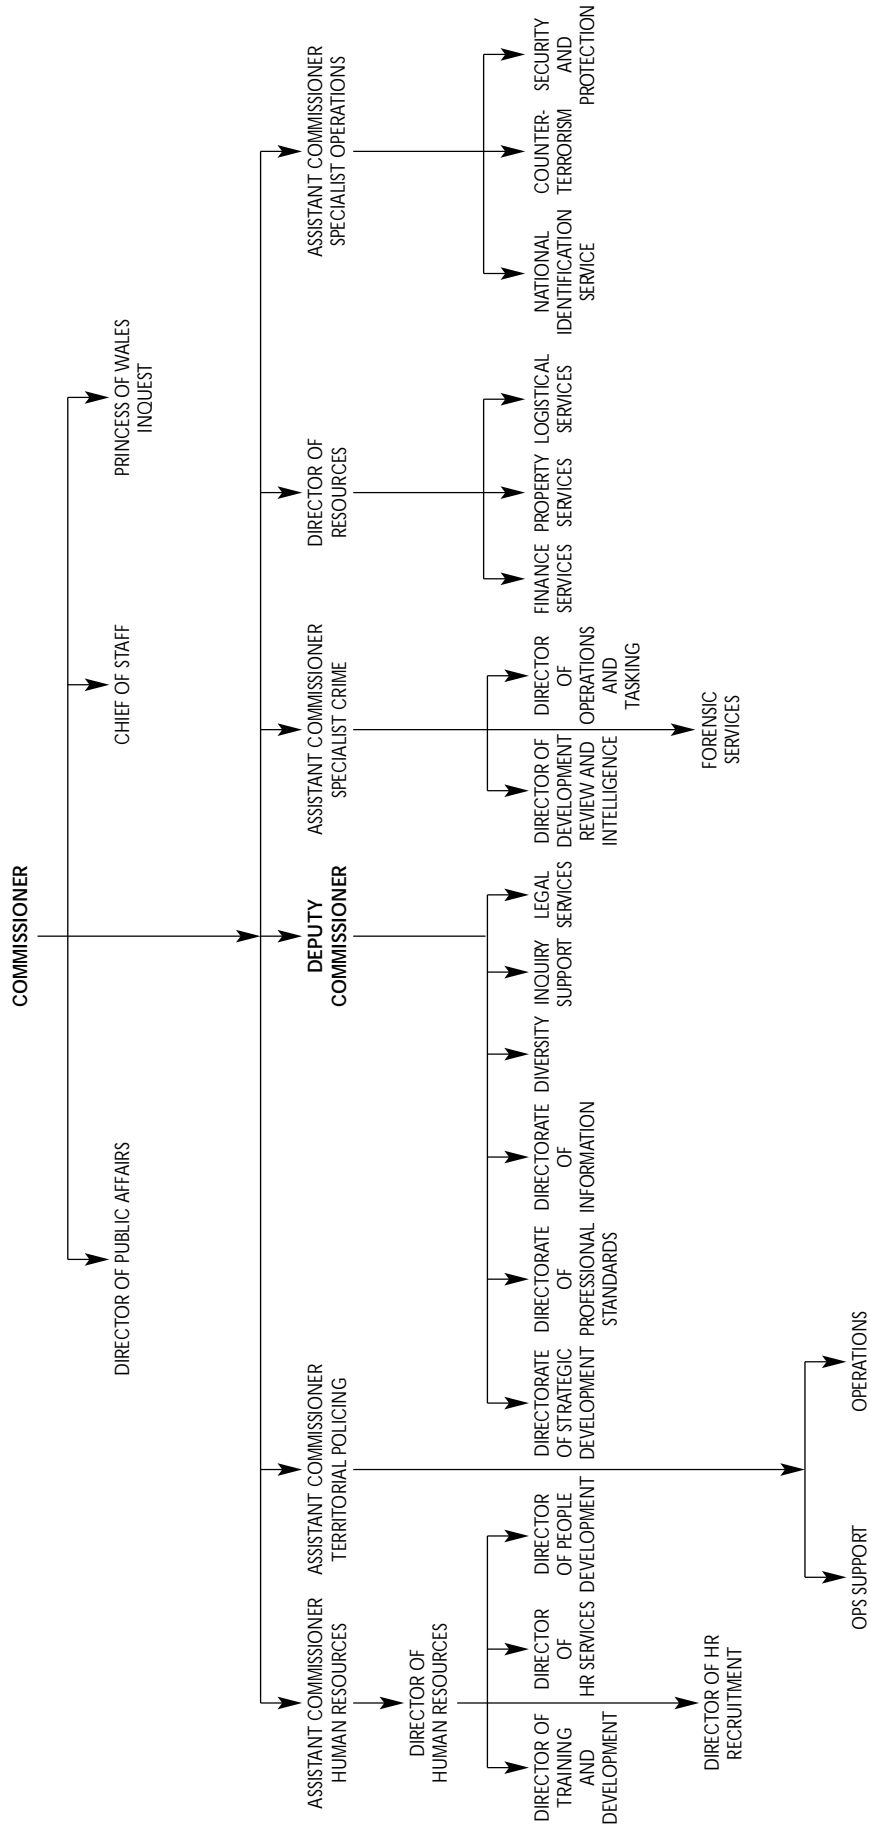 COMMISSIONER
DIRECTOR OF PUBLIC AFFAIRS
CHIEF OF STAFF
PRINCESS OF WALES
INQUEST
ASSISTANT COMMISSIONER
HUMAN RESOURCES
ASSISTANT COMMISSIONER
TERRITORIAL POLICING
DEPUTY
COMMISSIONER
ASSISTANT COMMISSIONER
SPECIALIST CRIME
DIRECTOR OF
RESOURCES
ASSISTANT COMMISSIONER
SPECIALIST OPERATIONS
DIRECTOR OF
HUMAN RESOURCES
DIRECTOR OF
TRAINING
AND
DEVELOPMENT
DIRECTOR
OF
HR SERVICES
DIRECTOR
OF PEOPLE
DEVELOPMENT
DIRECTORATE
OF STRATEGIC
DEVELOPMENT
DIRECTORATE
OF
PROFESSIONAL
STANDARDS
DIRECTORATE
OF
INFORMATION
DIVERSITY
INQUIRY
SUPPORT
LEGAL
SERVICES
DIRECTOR OF
DEVELOPMENT
REVIEW AND
INTELLIGENCE
DIRECTOR
OF
OPERATIONS
AND
TASKING
FINANCE
SERVICES
PROPERTY
SERVICES
LOGISTICAL
SERVICES
NATIONAL
IDENTIFICATION
SERVICE
COUNTER-
TERRORISM
SECURITY
AND
PROTECTION
DIRECTOR OF HR
RECRUITMENT
FORENSIC
SERVICES
OPS SUPPORT
OPERATIONS